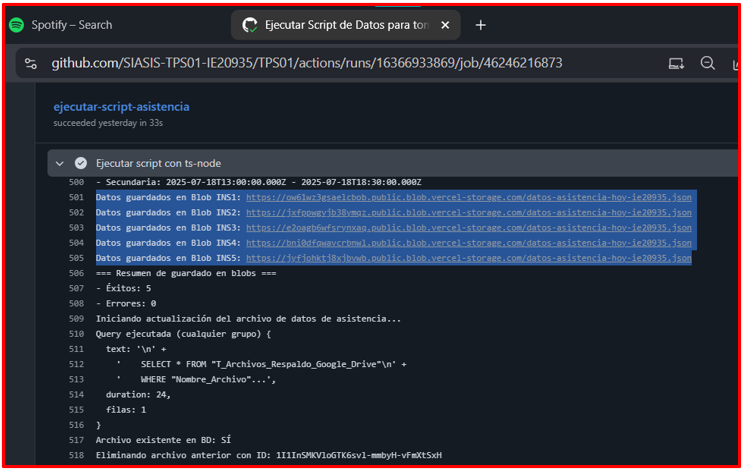 Spotify – Search
Ejecutar Script de Datos para ton
github.com/SIASIS-TPS01-IE20935/TPS01/actions/runs/16366933869/job/46246216873
ejecutar-script-asistencia
succeeded yesterday in 33s
Ejecutar script con ts-node
500 - Secundaria: 2025-07-18T13:00:00.000Z - 2025-07-18T18:30:00.000Z
501 Datos guardados en Blob INS1: https://ow61wz3gsaelcbob.public.blob.vercel-storage.com/datos-asistencia-hoy-ie20935.json
502 Datos guardados en Blob INS2: https://jxfppwgvjb38vmqz.public.blob.vercel-storage.com/datos-asistencia-hoy-ie20935.json
503 Datos guardados en Blob INS3: https://e2oagb6wfsrynxaq.public.blob.vercel-storage.com/datos-asistencia-hoy-ie20935.json
504 Datos guardados en Blob INS4: https://bni0dfqwavcrbnwl.public.blob.vercel-storage.com/datos-asistencia-hoy-ie20935.json
505 Datos guardados en Blob INS5: https://jyfjohktj8xjbvwb.public.blob.vercel-storage.com/datos-asistencia-hoy-ie20935.json
506 === Resumen de guardado en blobs ===
507 - Éxitos: 5
508 - Errores: 0
509 Iniciando actualización del archivo de datos de asistencia...
510 Query ejecutada (cualquier grupo) {
511 text: '\n' +
512 ' SELECT * FROM "T_Archivos_Respaldo_Google_Drive"\n' +
513 ' WHERE "Nombre_Archivo"...',
514 duration: 24,
515 filas: 1
516 }
517 Archivo existente en BD: SÍ
518 Eliminando archivo anterior con ID: 1I1InSMKVloGTK6svl-mmbyH-vFmXtSxH